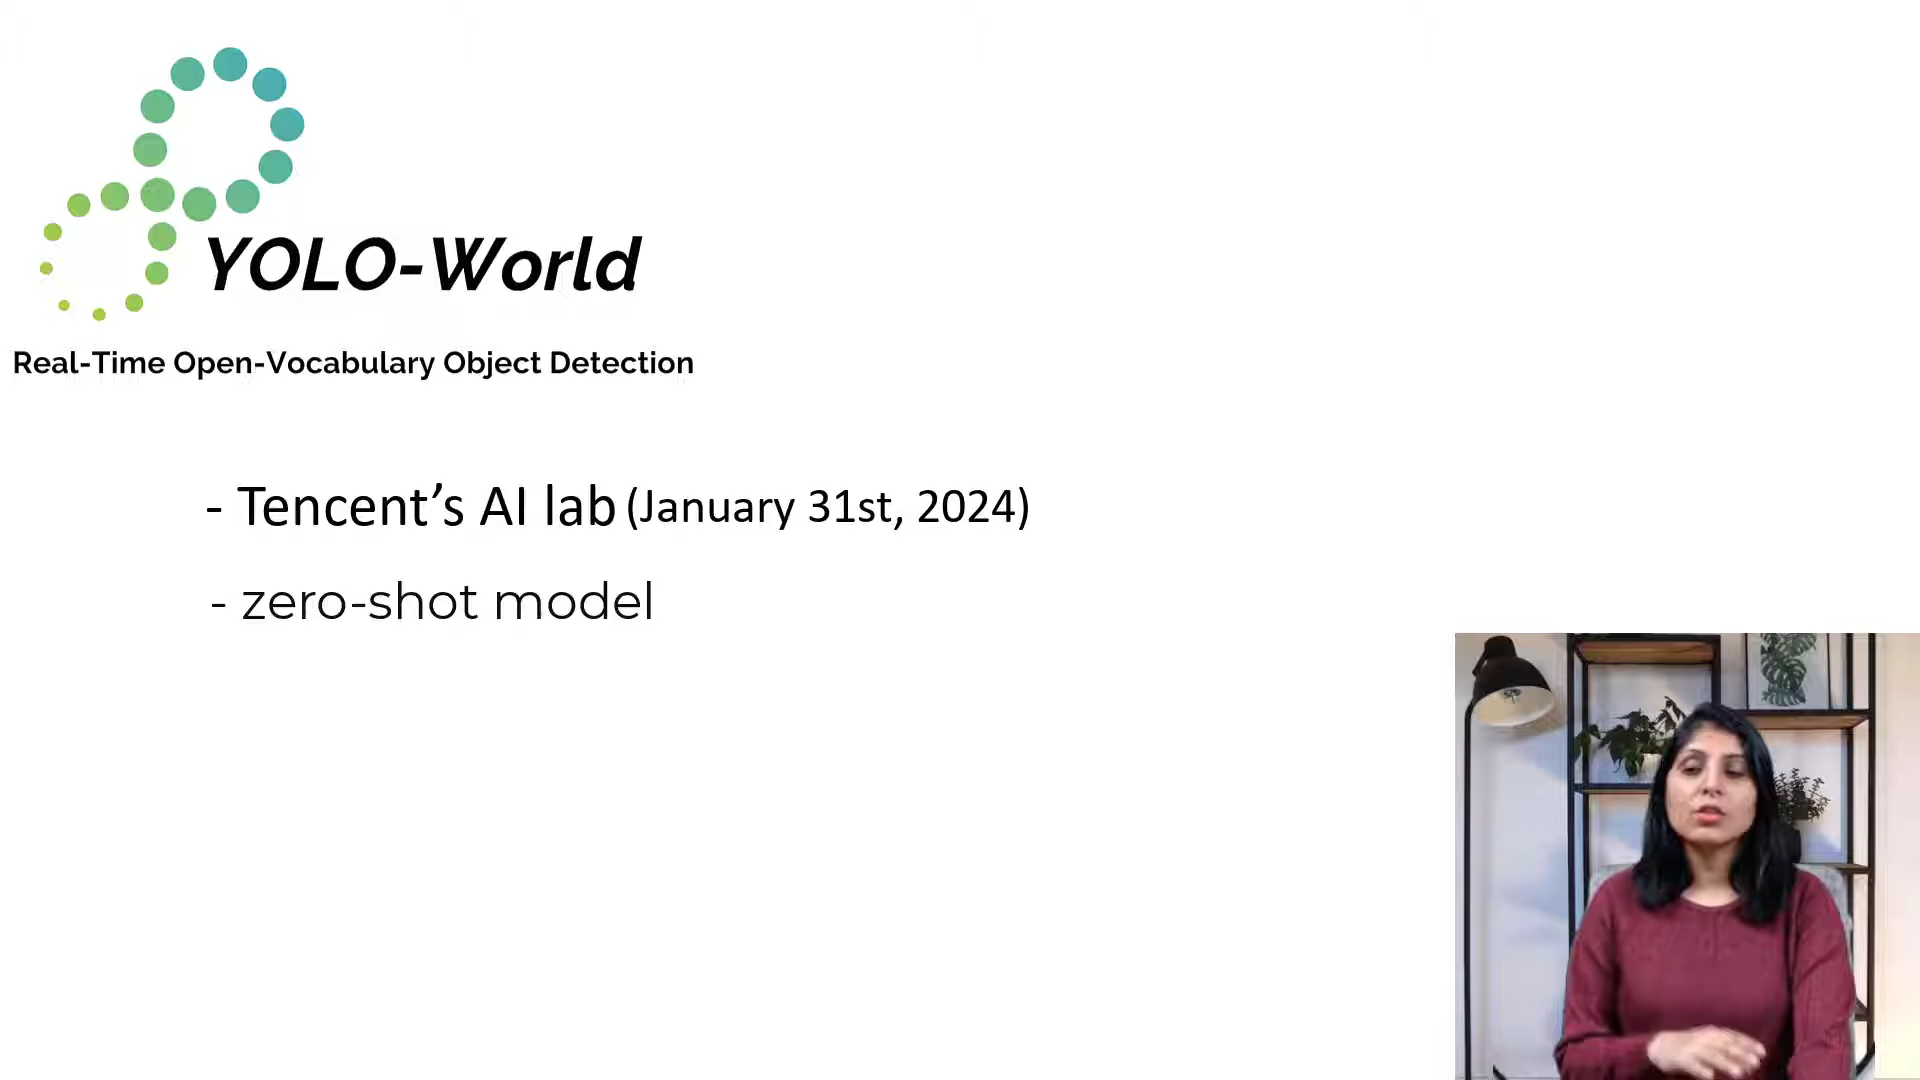 YOLO-World
Real-Time Open-Vocabulary Object Detection
- Tencent’s AI lab (January 31st, 2024)
- zero-shot model